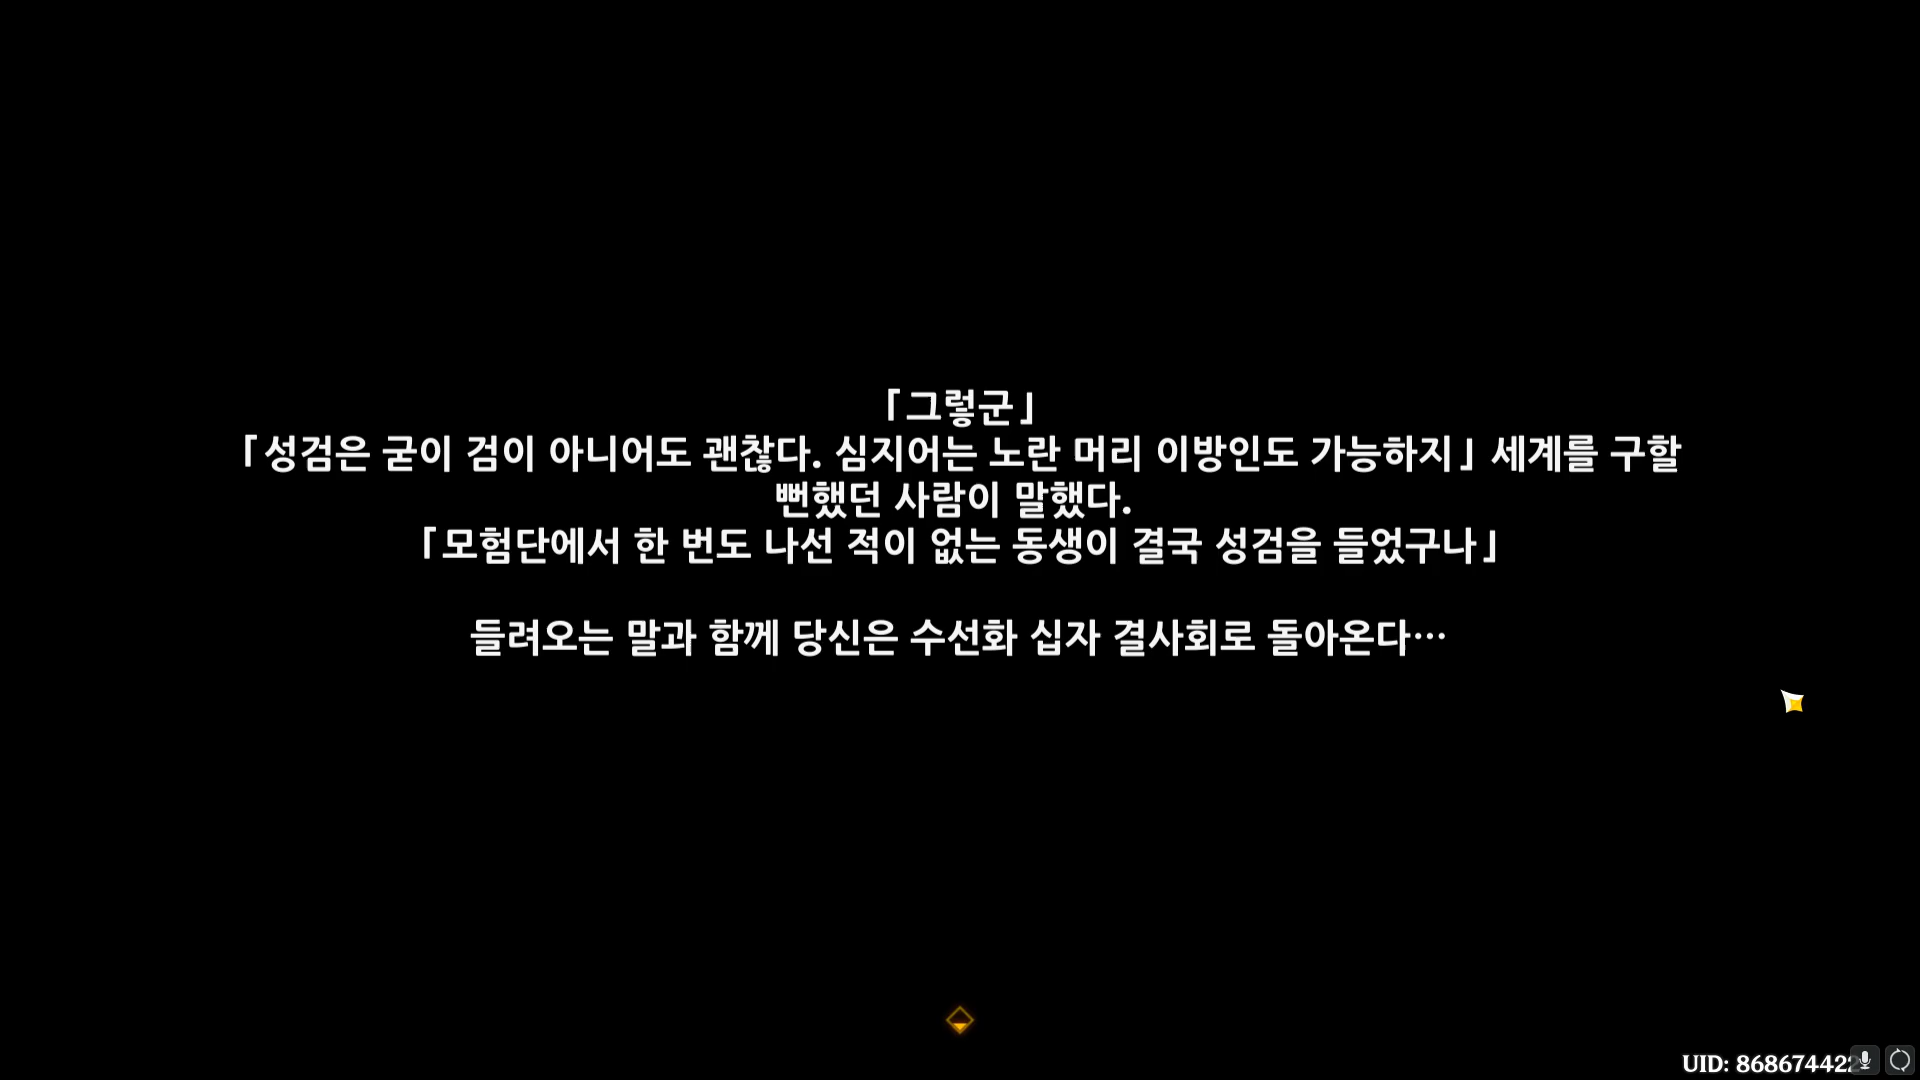 「그렇군」
「성검은 굳이 검이 아니어도 괜찮다. 심지어는 노란 머리 이방인도 가능하지」 세계를 구할
뻔했던 사람이 말했다.
「모험단에서 한 번도 나선 적이 없는 동생이 결국 성검을 들었구나」
들려오는 말과 함께 당신은 수선화 십자 결사회로 돌아온다…
UID: 868674422